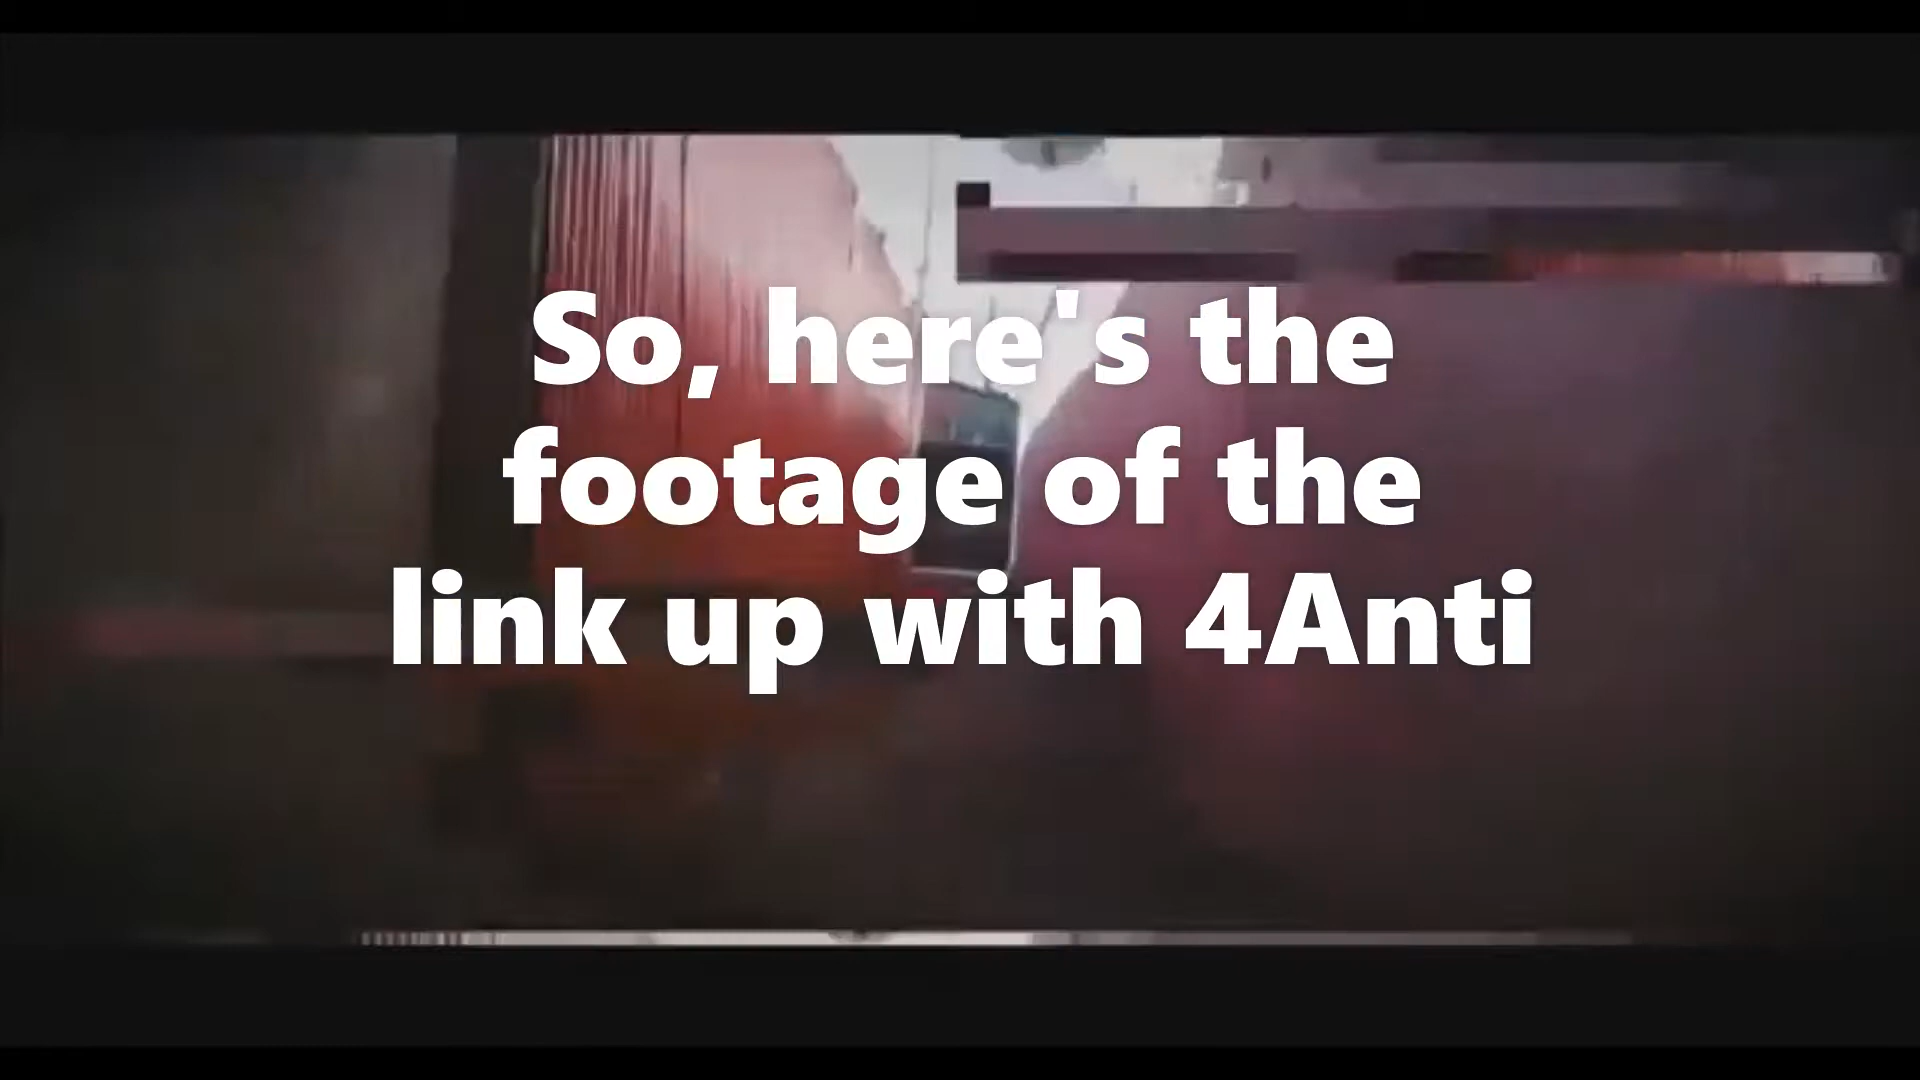 So, here's the
footage of the
link up with 4Anti